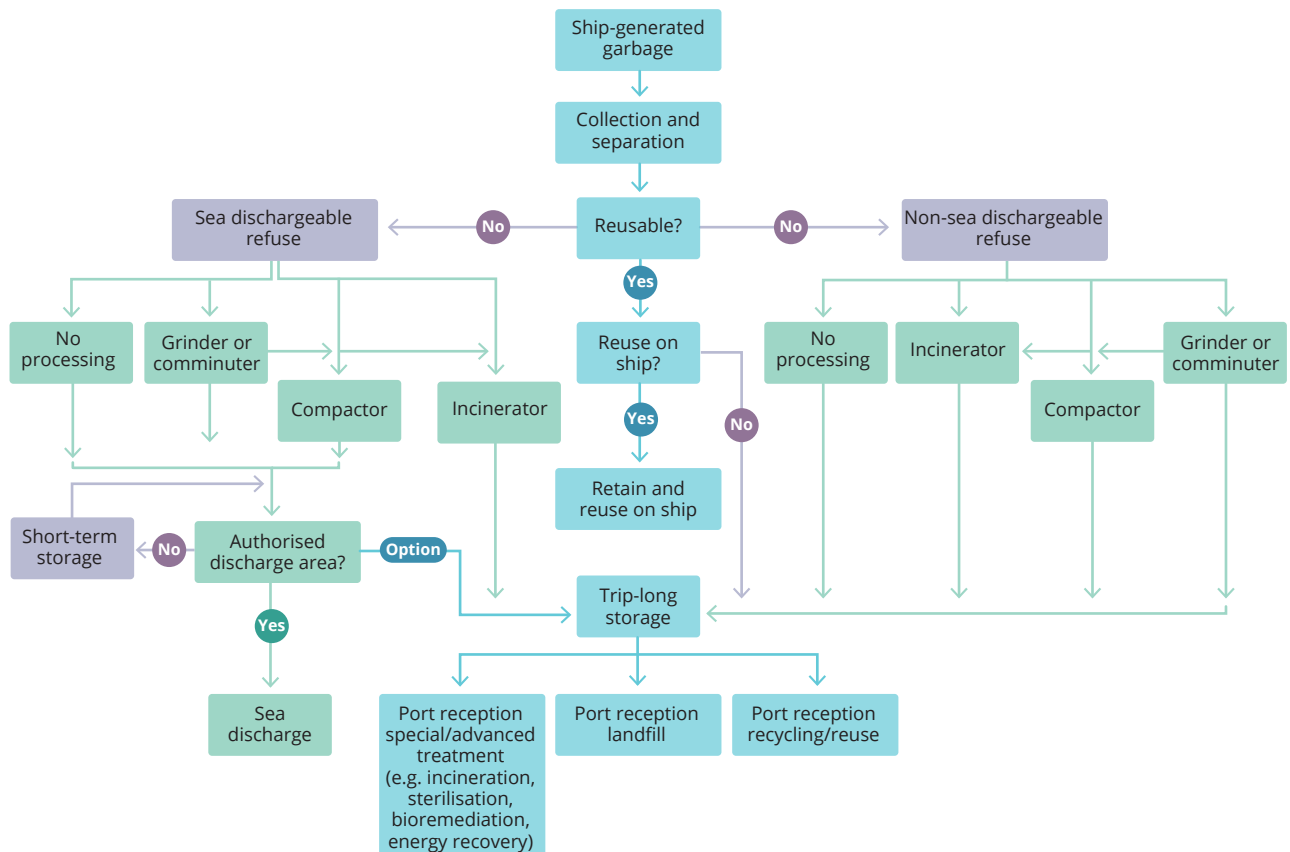 Ship-generated
garbage
Collection and
separation
Sea dischargeable
refuse
No
Reusable?
No
Non-sea dischargeable
refuse
Yes
No
processing
Grinder or
comminuter
Reuse on
ship?
No
processing
Incinerator
Grinder or
comminuter
Compactor
Incinerator
Yes
No
Compactor
Retain and
reuse on ship
Short-term
storage
No
Authorised
discharge area?
Option
Trip-long
storage
Yes
Sea
discharge
Port reception
special/advanced
treatment
(e.g. incineration,
sterilisation,
bioremediation,
energy recovery)
Port reception
landfill
Port reception
recycling/reuse